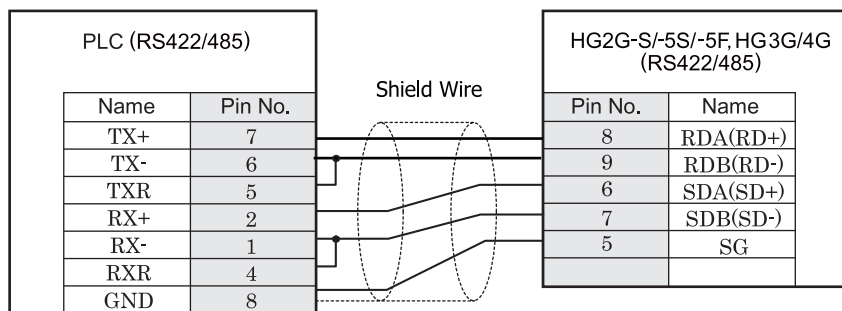 PLC (RS422/485)
HG2G-S/-5S/-5F, HG3G/4G
(RS422/485)
Shield Wire
Name Pin No.
TX+ 7
TX- 6
TXR 5
RX+ 2
RX- 1
RXR 4
GND 8
Pin No. Name
8 RDA(RD+)
9 RDB(RD-)
6 SDA(SD+)
7 SDB(SD-)
5 SG